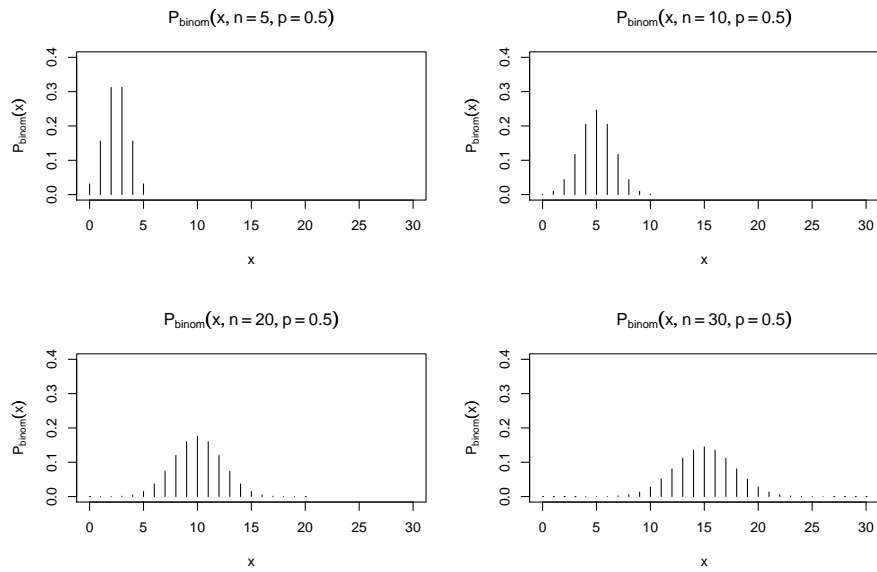 P_binom(x, n = 5, p = 0.5)
P_binom(x)
0.0 0.1 0.2 0.3 0.4
0 5 10 15 20 25 30
x
P_binom(x, n = 10, p = 0.5)
P_binom(x)
0.0 0.1 0.2 0.3 0.4
0 5 10 15 20 25 30
x
P_binom(x, n = 20, p = 0.5)
P_binom(x)
0.0 0.1 0.2 0.3 0.4
0 5 10 15 20 25 30
x
P_binom(x, n = 30, p = 0.5)
P_binom(x)
0.0 0.1 0.2 0.3 0.4
0 5 10 15 20 25 30
x